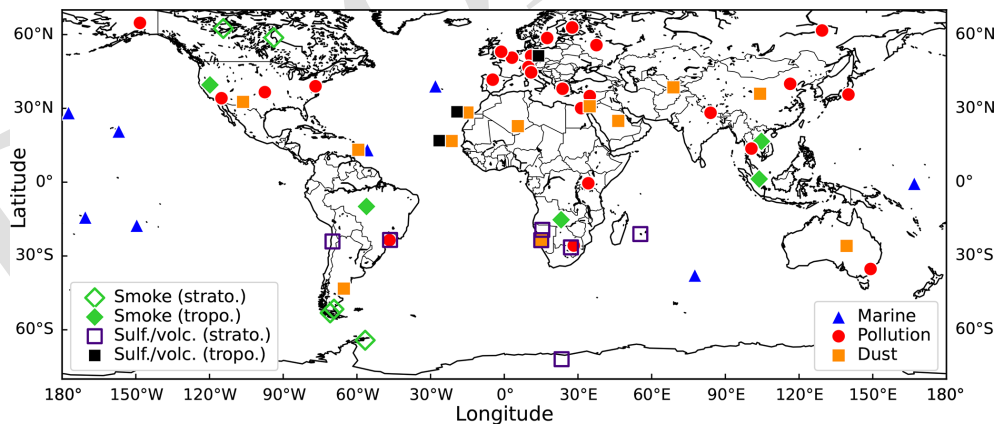 60°N
30°N
0°
30°S
60°S
Latitude
60°N
30°N
0°
30°S
60°S
Smoke (strato.)
Smoke (tropo.)
Sulf./volc. (strato.)
Sulf./volc. (tropo.)
Marine
Pollution
Dust
180° 150°W 120°W 90°W 60°W 30°W 0° 30°E 60°E 90°E 120°E 150°E 180°
Longitude